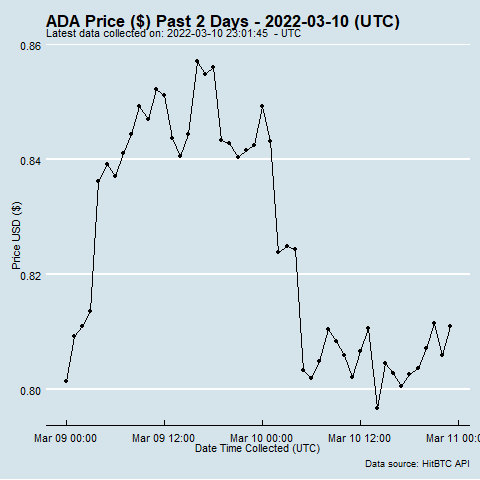 ADA Price ($) Past 2 Days - 2022-03-10 (UTC)
Latest data collected on: 2022-03-10 23:01:45 - UTC
0.86
0.84
0.82
0.80
Price USD ($)
Mar 09 00:00 Mar 09 12:00 Mar 10 00:00 Mar 10 12:00 Mar 11 00:0
Date Time Collected (UTC)
Data source: HitBTC API